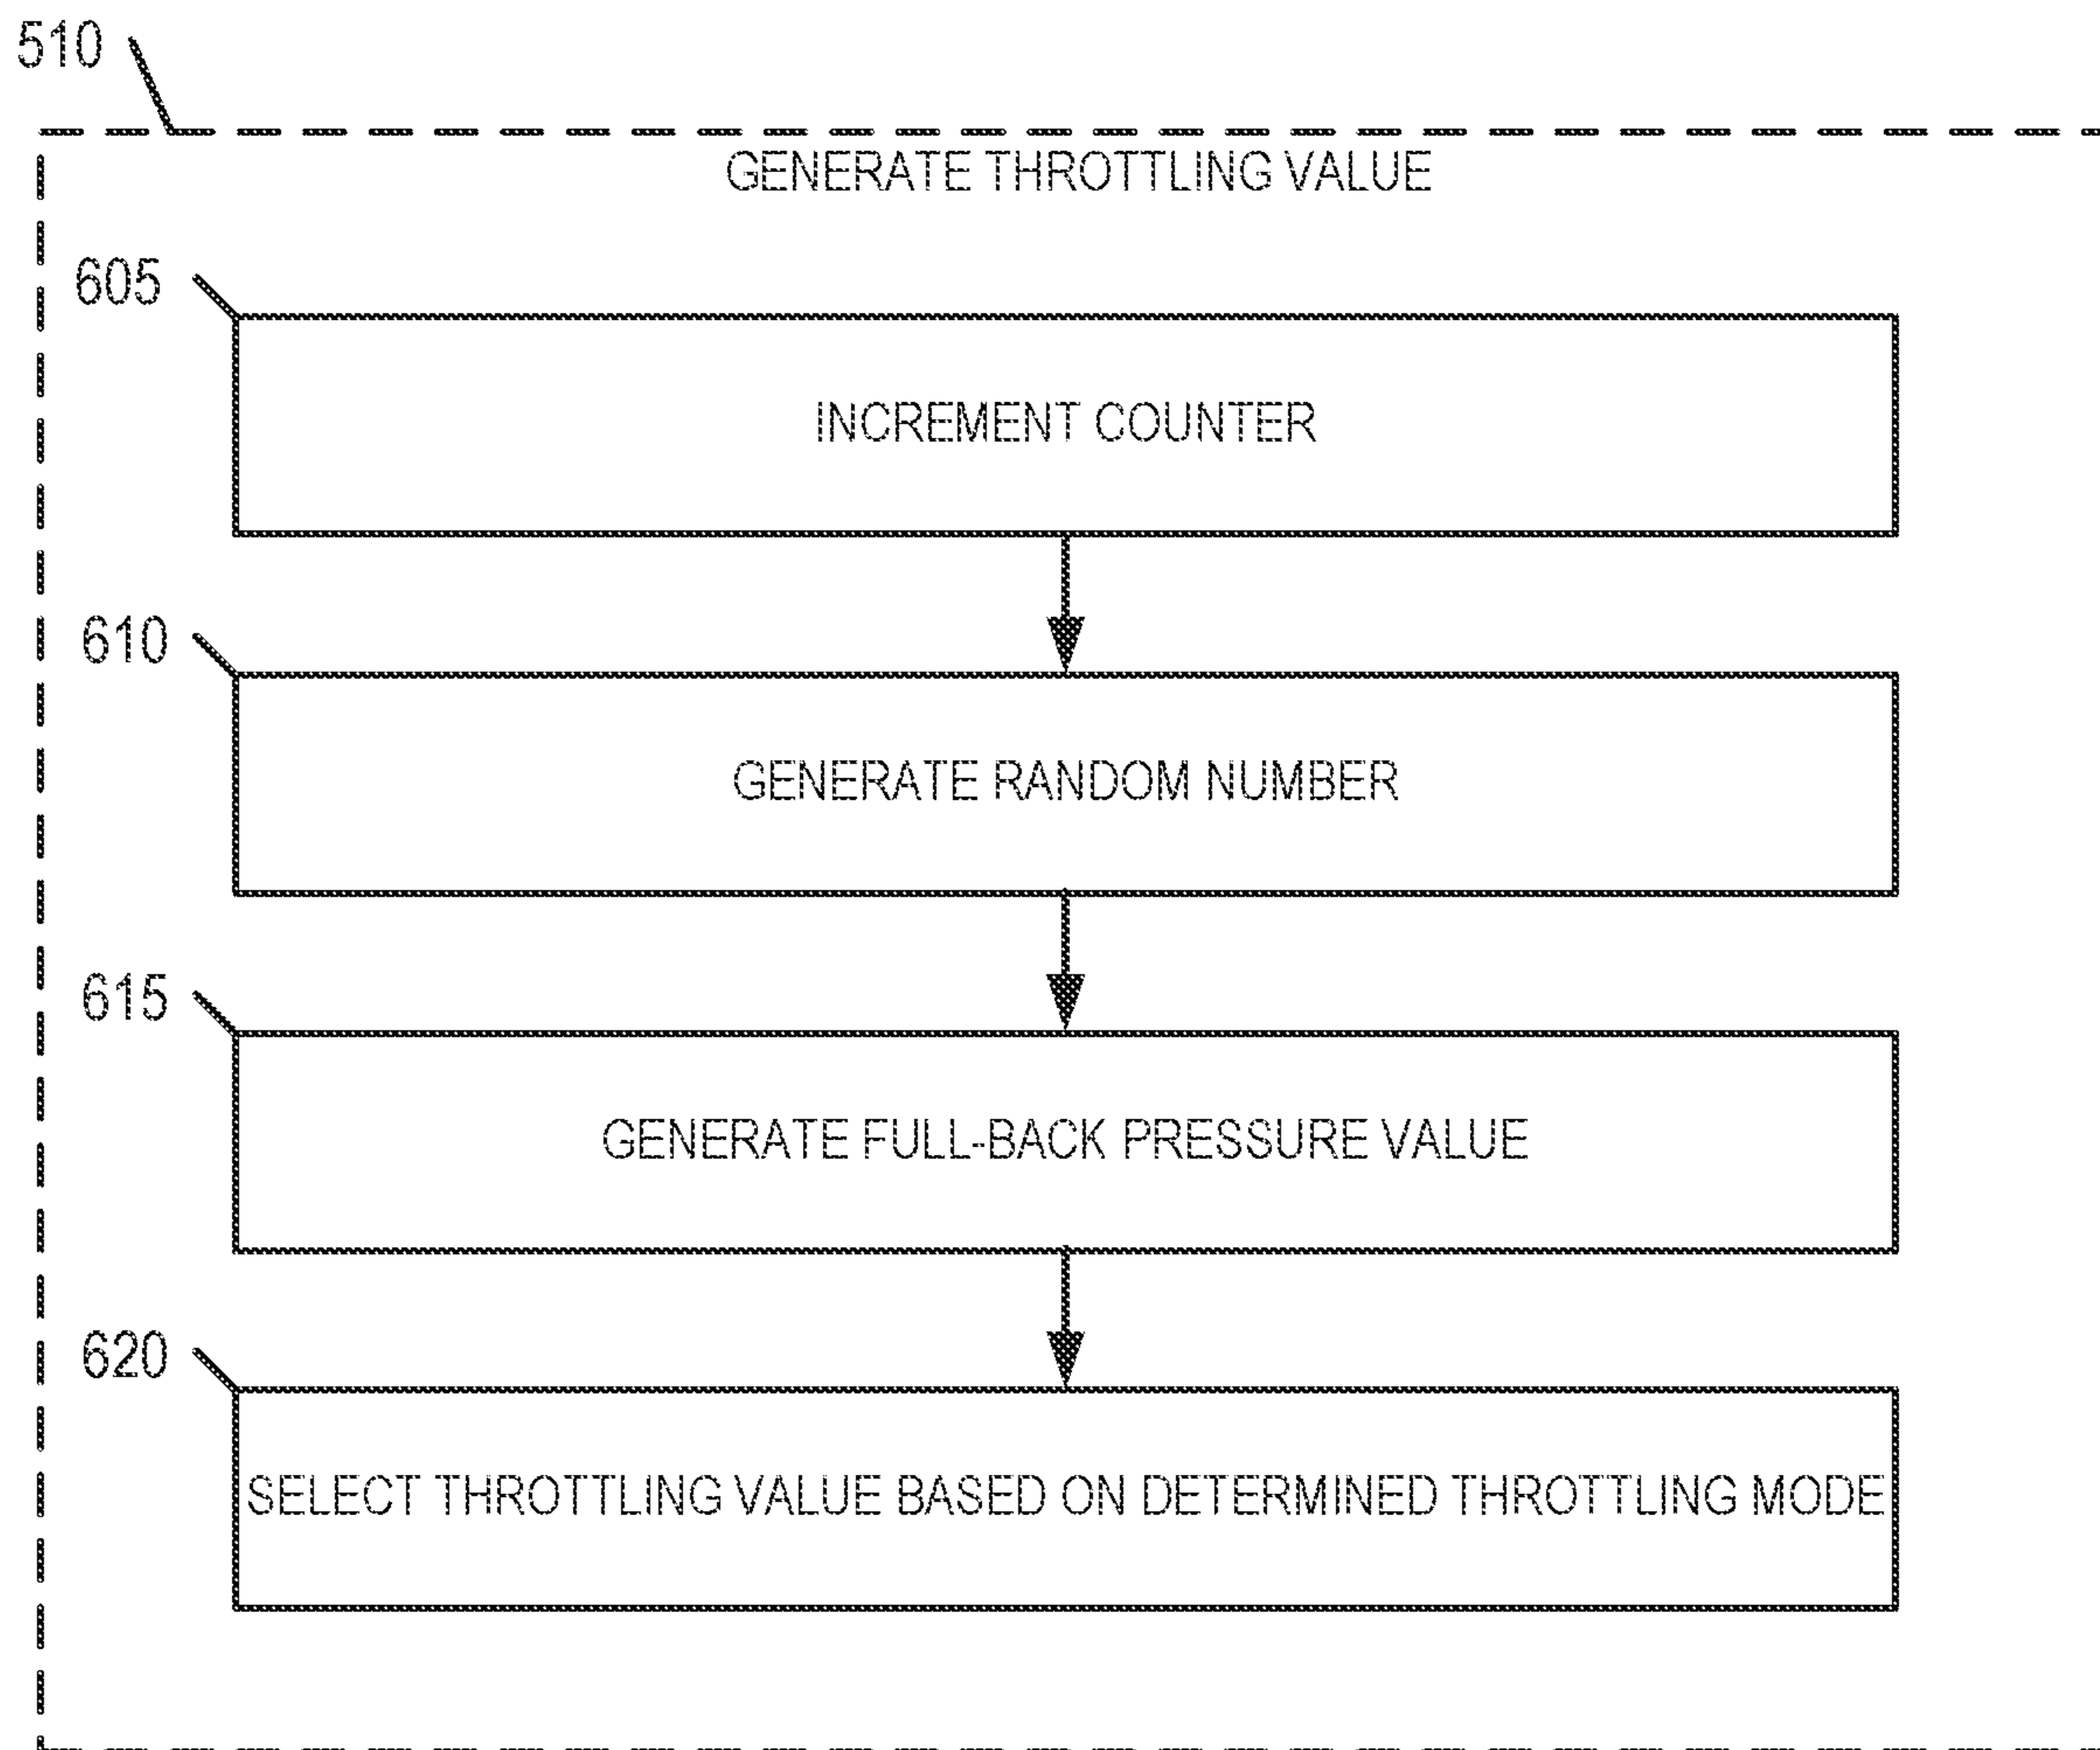 510
GENERATE THROTTLING VALUE
605
INCREMENT COUNTER
610
GENERATE RANDOM NUMBER
615
GENERATE FULL-BACK PRESSURE VALUE
620
SELECT THROTTLING VALUE BASED ON DETERMINED THROTTLING MODE